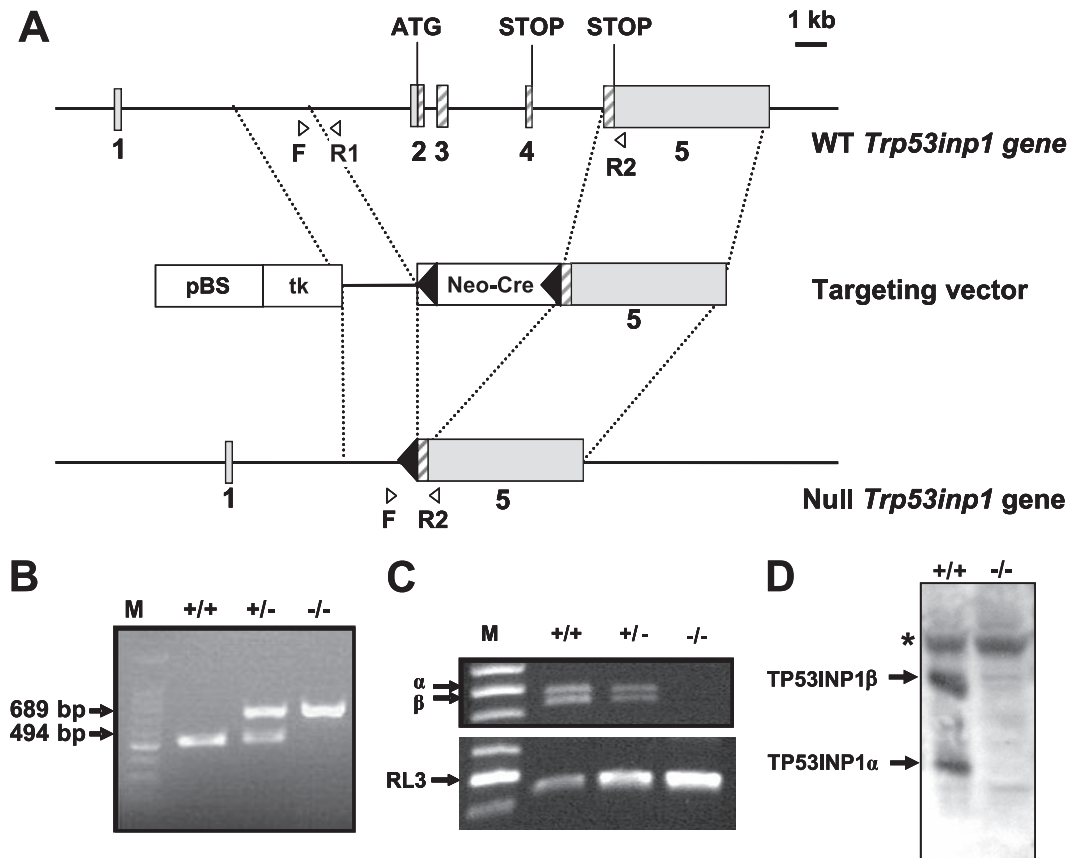 A
ATG STOP STOP 1 kb
1 F R1 2 3 4 R2 5 WT Trp53inp1 gene
pBS tk Neo-Cre 5 Targeting vector
1 F R2 5 Null Trp53inp1 gene
B
M +/+ +/- -/-
689 bp
494 bp
C
M +/+ +/- -/-
α
β
RL3
D
+/+ -/-
*
TP53INP1β
TP53INP1α